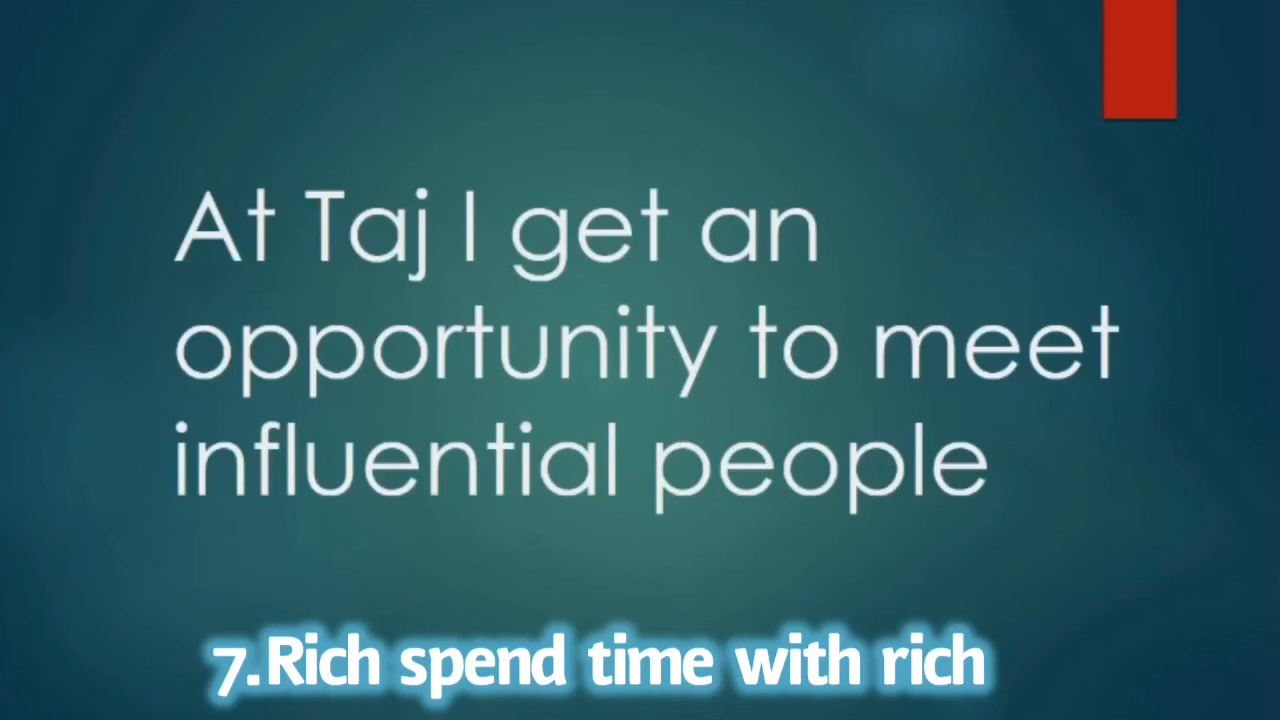 At Taj I get an
opportunity to meet
influential people
7.Rich spend time with rich